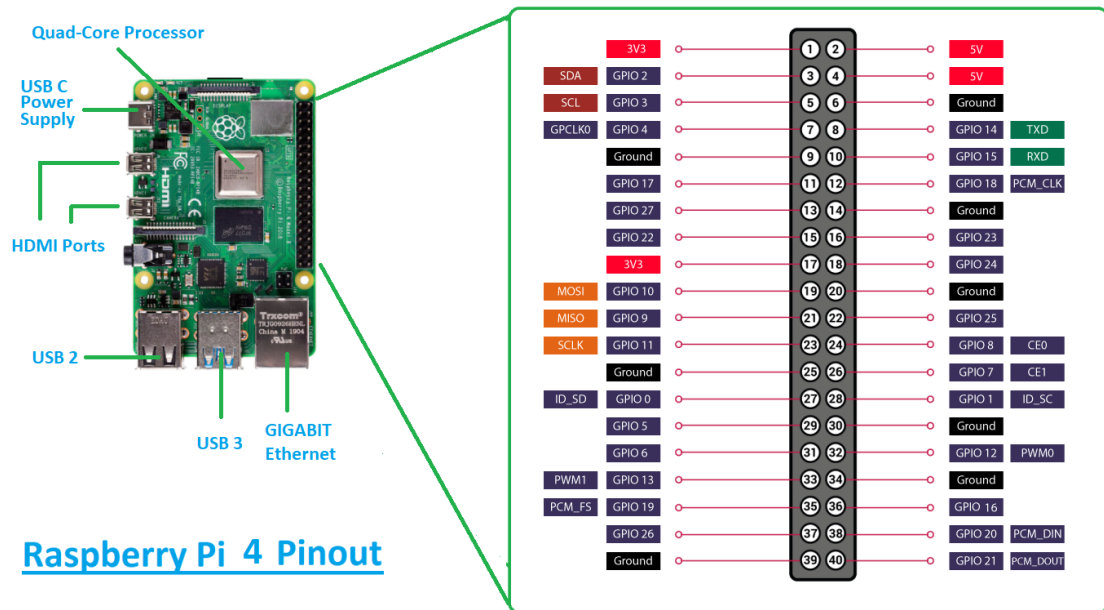 Quad-Core Processor
USB C
Power
Supply
HDMI Ports
HDMI
FC
CE
Trxcom
TRJG0926HENL
China M 1904
USB 2
USB 3
GIGABIT
Ethernet
Raspberry Pi 4 Pinout
3V3 1 2 5V
SDA GPIO 2 3 4 5V
SCL GPIO 3 5 6 Ground
GPCLK0 GPIO 4 7 8 GPIO 14 TXD
Ground 9 10 GPIO 15 RXD
GPIO 17 11 12 GPIO 18 PCM_CLK
GPIO 27 13 14 Ground
GPIO 22 15 16 GPIO 23
3V3 17 18 GPIO 24
MOSI GPIO 10 19 20 Ground
MISO GPIO 9 21 22 GPIO 25
SCLK GPIO 11 23 24 GPIO 8 CE0
Ground 25 26 GPIO 7 CE1
ID_SD GPIO 0 27 28 GPIO 1 ID_SC
GPIO 5 29 30 Ground
GPIO 6 31 32 GPIO 12 PWM0
PWM1 GPIO 13 33 34 Ground
PCM_FS GPIO 19 35 36 GPIO 16
GPIO 26 37 38 GPIO 20 PCM_DIN
Ground 39 40 GPIO 21 PCM_DOUT